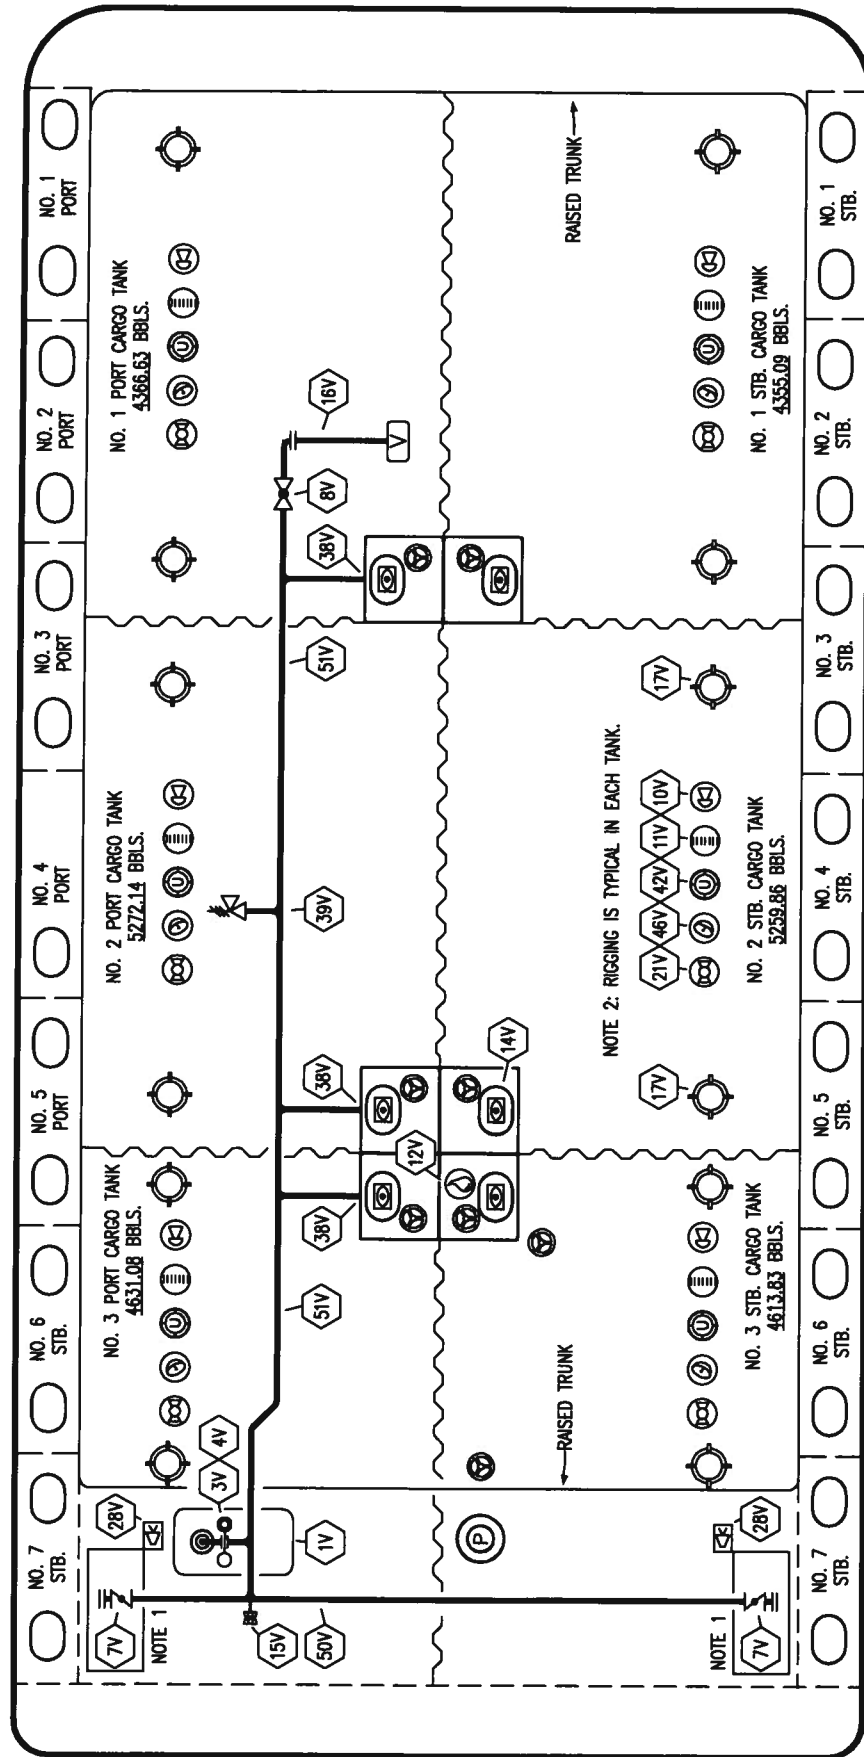 NO. 1
PORT
NO. 2
PORT
NO. 3
PORT
NO. 4
PORT
NO. 5
PORT
NO. 6
STB.
NO. 7
STB.
NO. 1 PORT CARGO TANK
4366.63 BBLS.
NO. 2 PORT CARGO TANK
5272.14 BBLS.
NO. 3 PORT CARGO TANK
4631.08 BBLS.
U
U
U
16V
V
8V
38V
51V
39V
38V
38V
51V
4V
3V
1V
28V
7V
NOTE 1
15V
50V
12V
14V
P
RAISED TRUNK
RAISED TRUNK
NOTE 2: RIGGING IS TYPICAL IN EACH TANK.
17V
10V
11V
42V
46V
21V
17V
U
U
U
NO. 1 STB. CARGO TANK
4355.09 BBLS.
NO. 2 STB. CARGO TANK
5259.86 BBLS.
NO. 3 STB. CARGO TANK
4613.83 BBLS.
28V
NOTE 1
7V
NO. 1
STB.
NO. 2
STB.
NO. 3
STB.
NO. 4
STB.
NO. 5
STB.
NO. 6
STB.
NO. 7
STB.